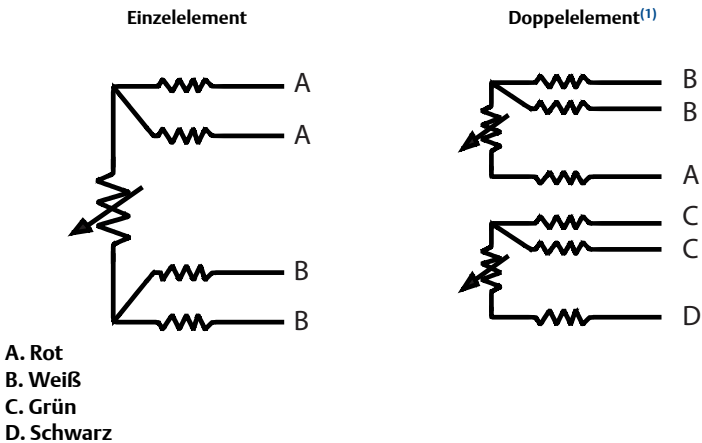 Einzelelement
Doppelelement(1)
A
A
B
B
B
B
A
C
C
D
A. Rot
B. Weiß
C. Grün
D. Schwarz